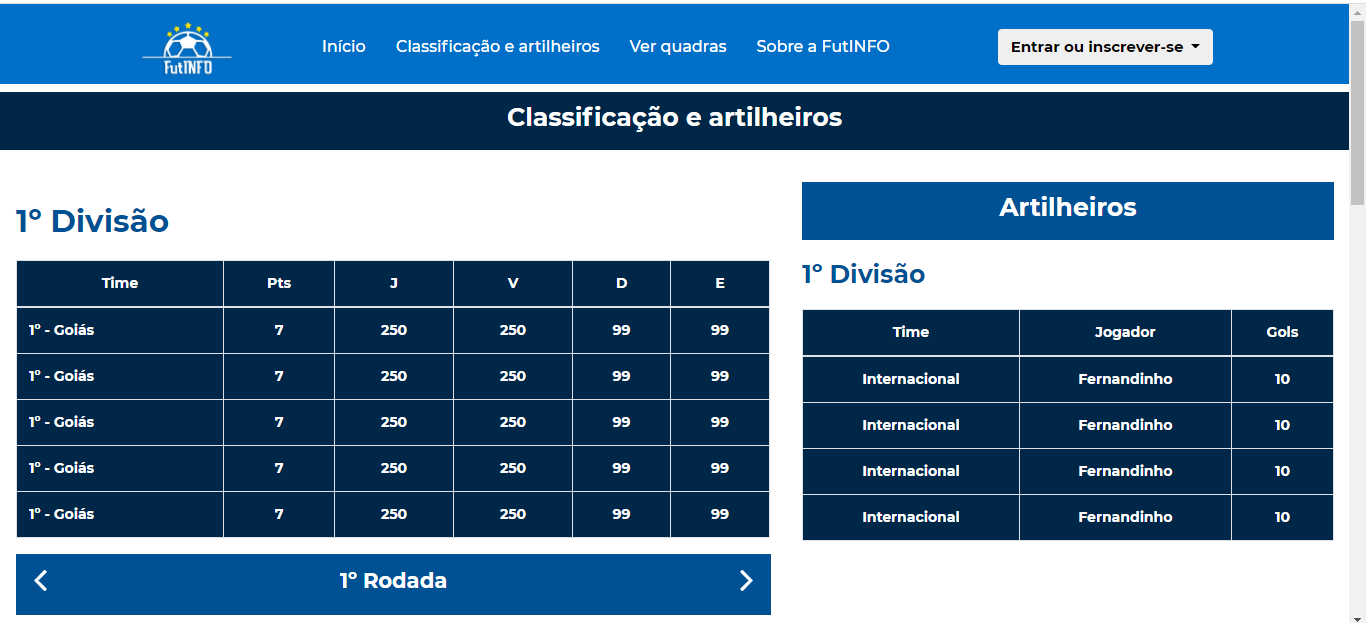 FutINFO
Início Classificação e artilheiros Ver quadras Sobre a FutINFO Entrar ou inscrever-se
Classificação e artilheiros
1º Divisão
Time Pts J V D E
1º - Goiás 7 250 250 99 99
1º - Goiás 7 250 250 99 99
1º - Goiás 7 250 250 99 99
1º - Goiás 7 250 250 99 99
1º - Goiás 7 250 250 99 99
1º Rodada
Artilheiros
1º Divisão
Time Jogador Gols
Internacional Fernandinho 10
Internacional Fernandinho 10
Internacional Fernandinho 10
Internacional Fernandinho 10